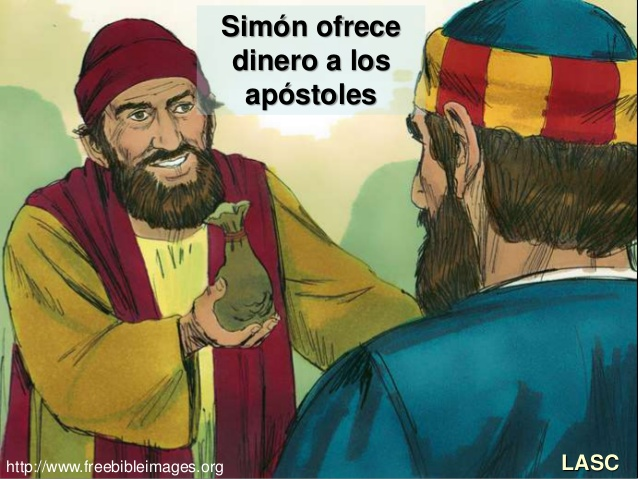 Simón ofrece
dinero a los
apóstoles
http://www.freebibleimages.org
LASC